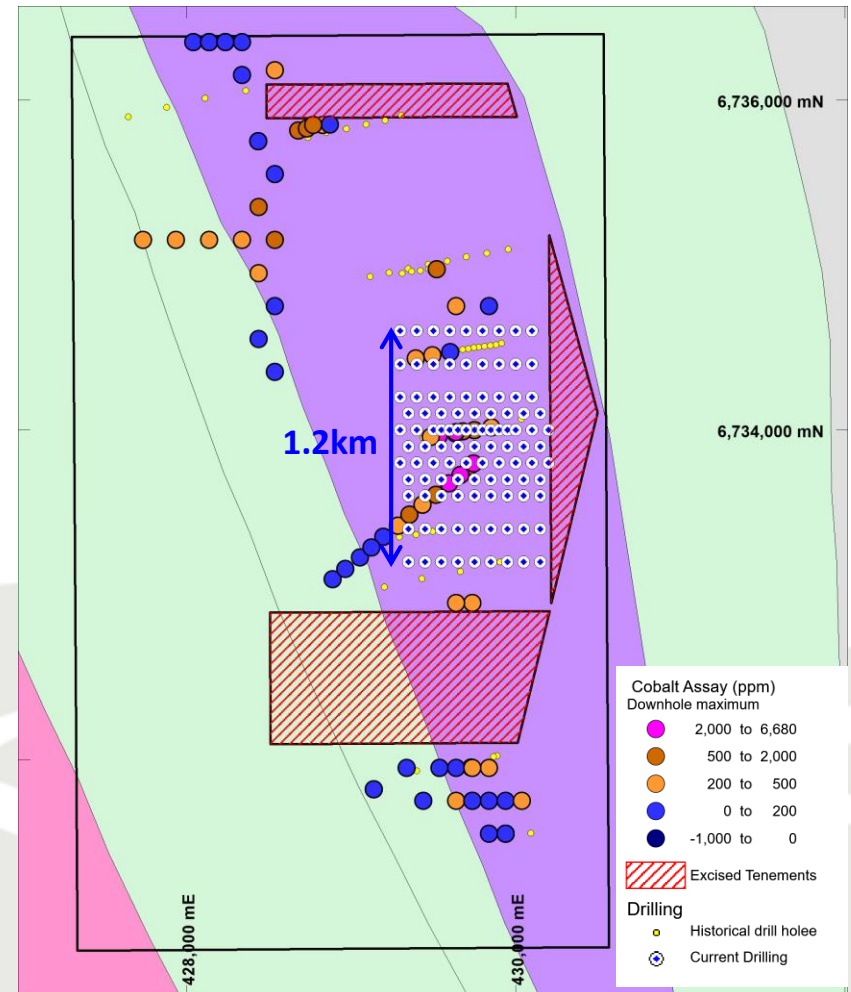 6,736,000 mN
1.2km
6,734,000 mN
428,000 mE
430,000 mE
Cobalt Assay (ppm)
Downhole maximum
2,000 to 6,680
500 to 2,000
200 to 500
0 to 200
-1,000 to 0
Excised Tenements
Drilling
Historical drill holee
Current Drilling